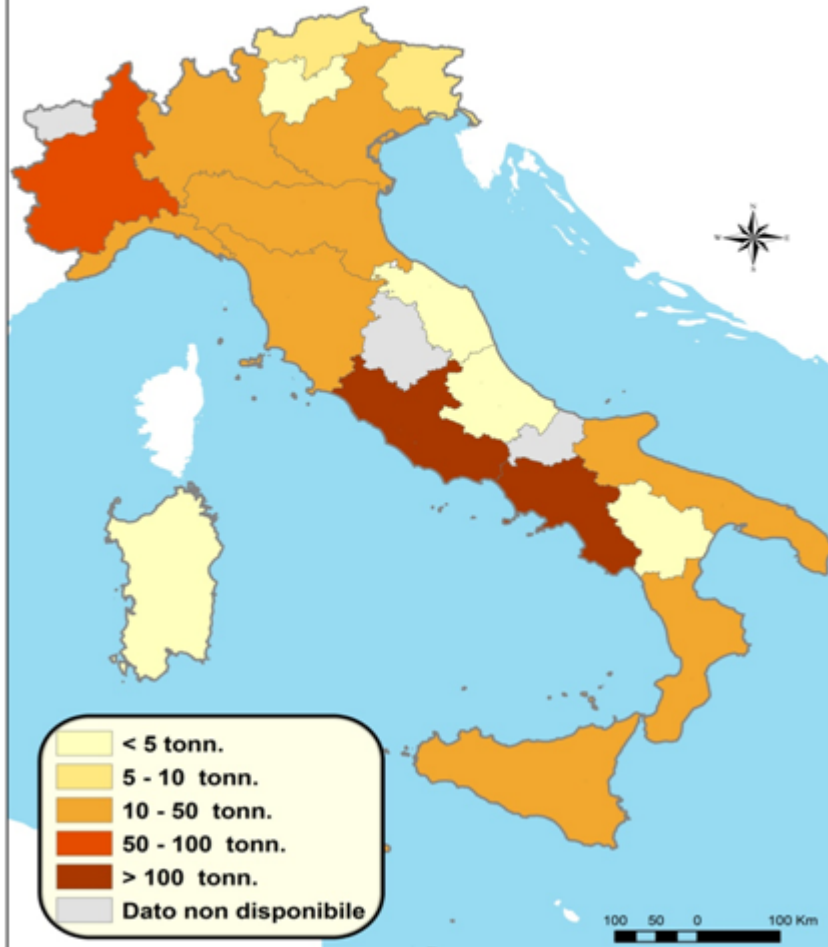 N
W E
S
< 5 tonn.
5 - 10 tonn.
10 - 50 tonn.
50 - 100 tonn.
> 100 tonn.
Dato non disponibile
100 50 0 100 Km